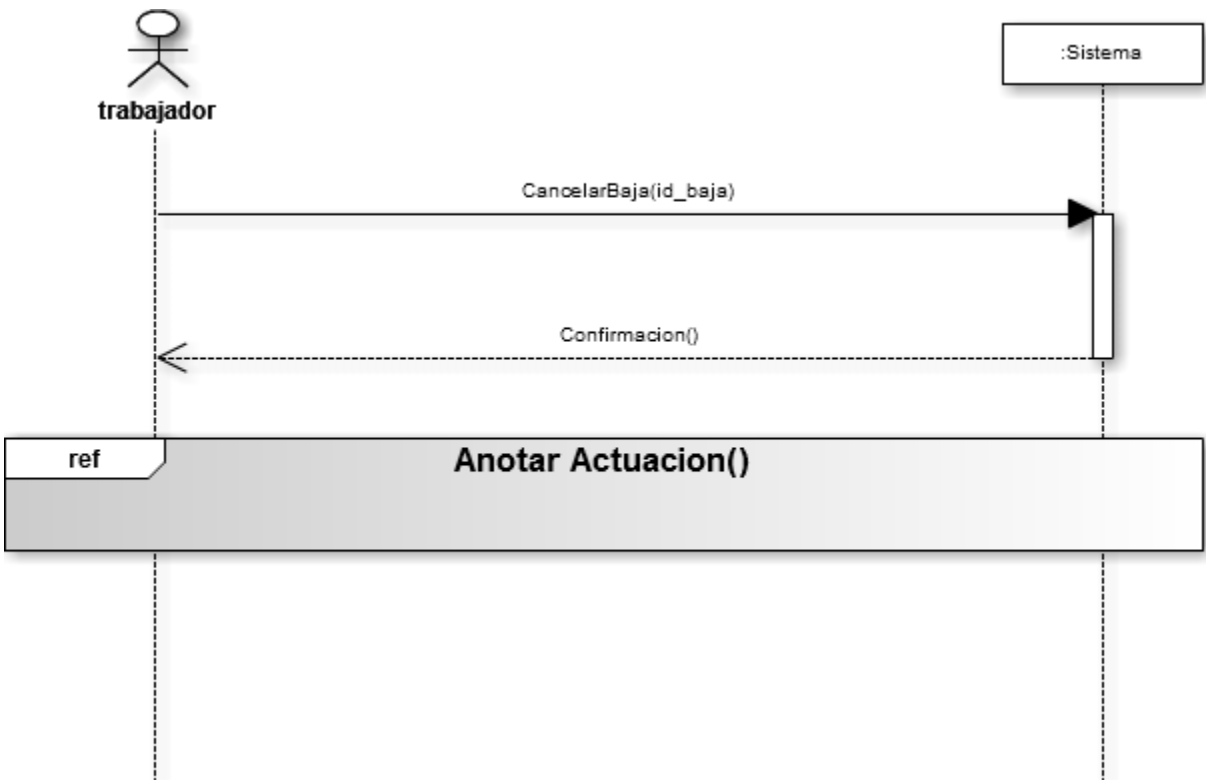 trabajador
:Sistema
CancelarBaja(id_baja)
Confirmacion()
ref
Anotar Actuacion()